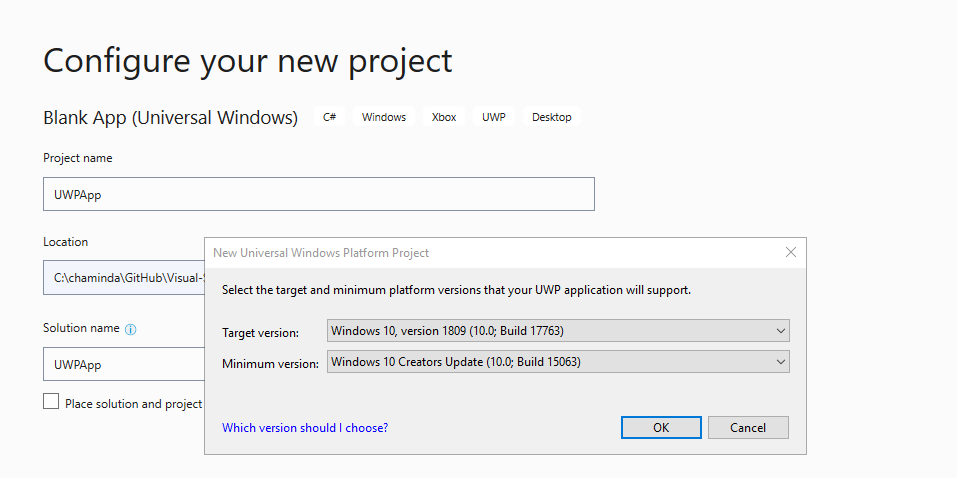 Configure your new project
Blank App (Universal Windows) C# Windows Xbox UWP Desktop
Project name
UWPApp
Location
C:\chaminda\GitHub\Visual-
Solution name
UWPApp
Place solution and project
New Universal Windows Platform Project
Select the target and minimum platform versions that your UWP application will support.
Target version: Windows 10, version 1809 (10.0; Build 17763)
Minimum version: Windows 10 Creators Update (10.0; Build 15063)
Which version should I choose? OK Cancel